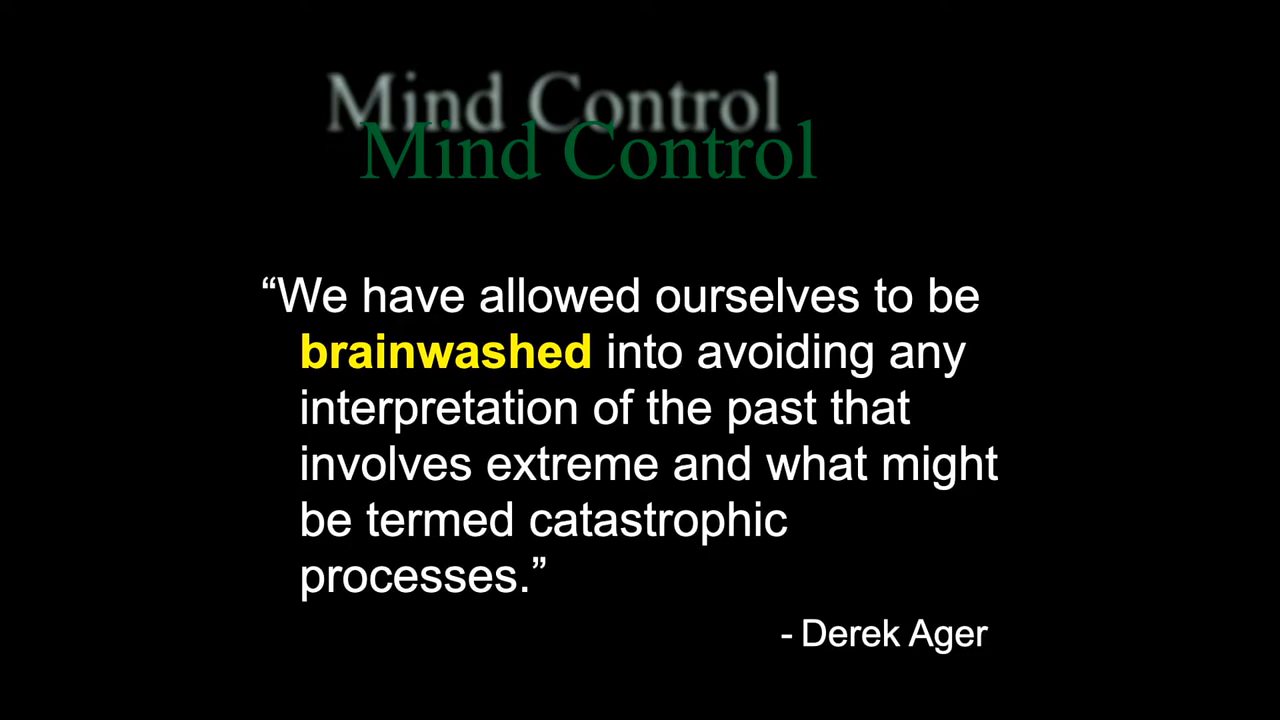 Mind Control
Mind Control
“We have allowed ourselves to be
brainwashed into avoiding any
interpretation of the past that
involves extreme and what might
be termed catastrophic
processes.”
- Derek Ager